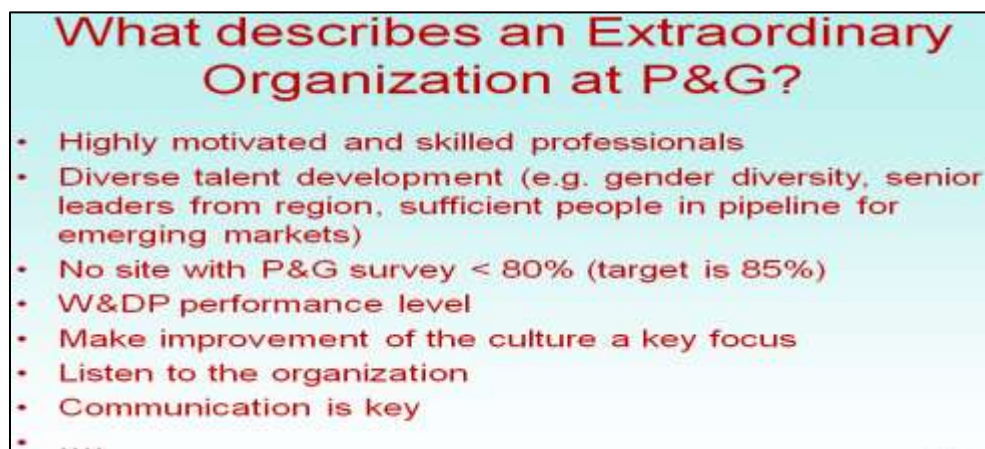 What describes an Extraordinary
Organization at P&G?
• Highly motivated and skilled professionals
• Diverse talent development (e.g. gender diversity, senior
leaders from region, sufficient people in pipeline for
emerging markets)
• No site with P&G survey < 80% (target is 85%)
• W&DP performance level
• Make improvement of the culture a key focus
• Listen to the organization
• Communication is key
•